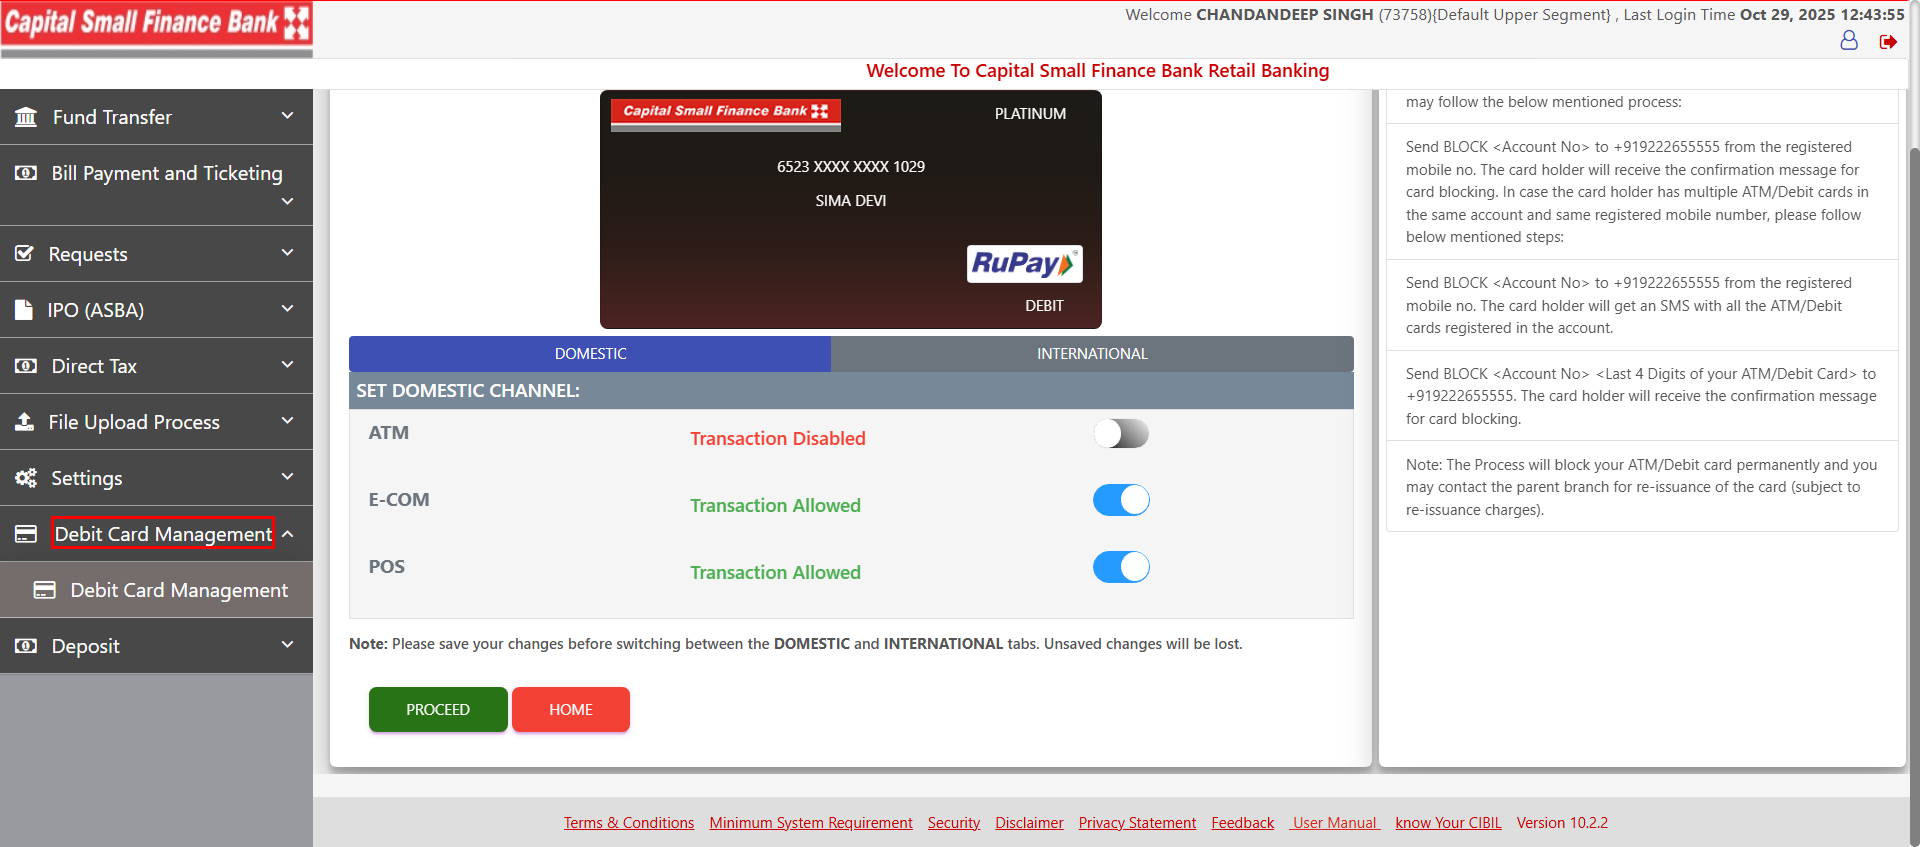 Capital Small Finance Bank
Welcome CHANDANDEEP SINGH (73758){Default Upper Segment} , Last Login Time Oct 29, 2025 12:43:55
Welcome To Capital Small Finance Bank Retail Banking
Fund Transfer
Bill Payment and Ticketing
Requests
IPO (ASBA)
Direct Tax
File Upload Process
Settings
Debit Card Management
Debit Card Management
Deposit
Capital Small Finance Bank
PLATINUM
6523 XXXX XXXX 1029
SIMA DEVI
RuPay
DEBIT
DOMESTIC
INTERNATIONAL
SET DOMESTIC CHANNEL:
ATM
Transaction Disabled
E-COM
Transaction Allowed
POS
Transaction Allowed
Note: Please save your changes before switching between the DOMESTIC and INTERNATIONAL tabs. Unsaved changes will be lost.
PROCEED
HOME
may follow the below mentioned process:
Send BLOCK <Account No> to +919222655555 from the registered
mobile no. The card holder will receive the confirmation message for
card blocking. In case the card holder has multiple ATM/Debit cards in
the same account and same registered mobile number, please follow
below mentioned steps:
Send BLOCK <Account No> to +919222655555 from the registered
mobile no. The card holder will get an SMS with all the ATM/Debit
cards registered in the account.
Send BLOCK <Account No> <Last 4 Digits of your ATM/Debit Card> to
+919222655555. The card holder will receive the confirmation message
for card blocking.
Note: The Process will block your ATM/Debit card permanently and you
may contact the parent branch for re-issuance of the card (subject to
re-issuance charges).
Terms & Conditions Minimum System Requirement Security Disclaimer Privacy Statement Feedback User Manual know Your CIBIL Version 10.2.2